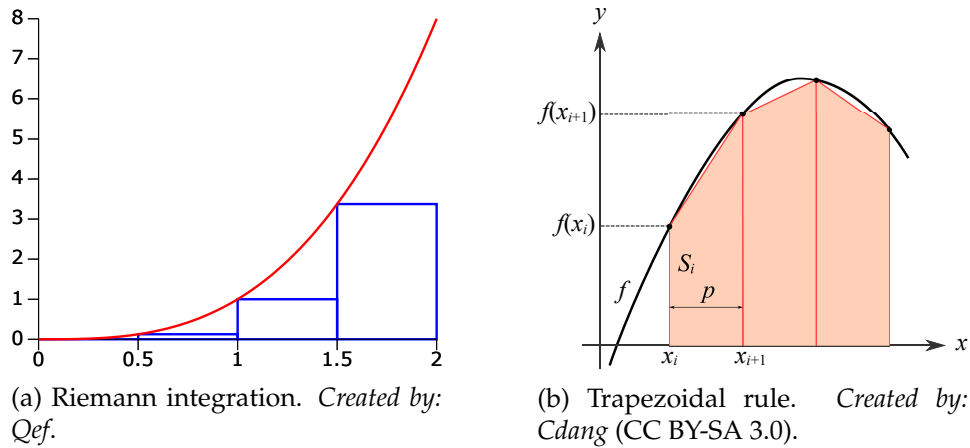 8
7
6
5
4
3
2
1
0
0 0.5 1 1.5 2
(a) Riemann integration. Created by:
Qef.
y
f(xᵢ₊₁)
f(xᵢ)
Sᵢ
f
p
x
xᵢ xᵢ₊₁
(b) Trapezoidal rule. Created by:
Cdang (CC BY-SA 3.0).